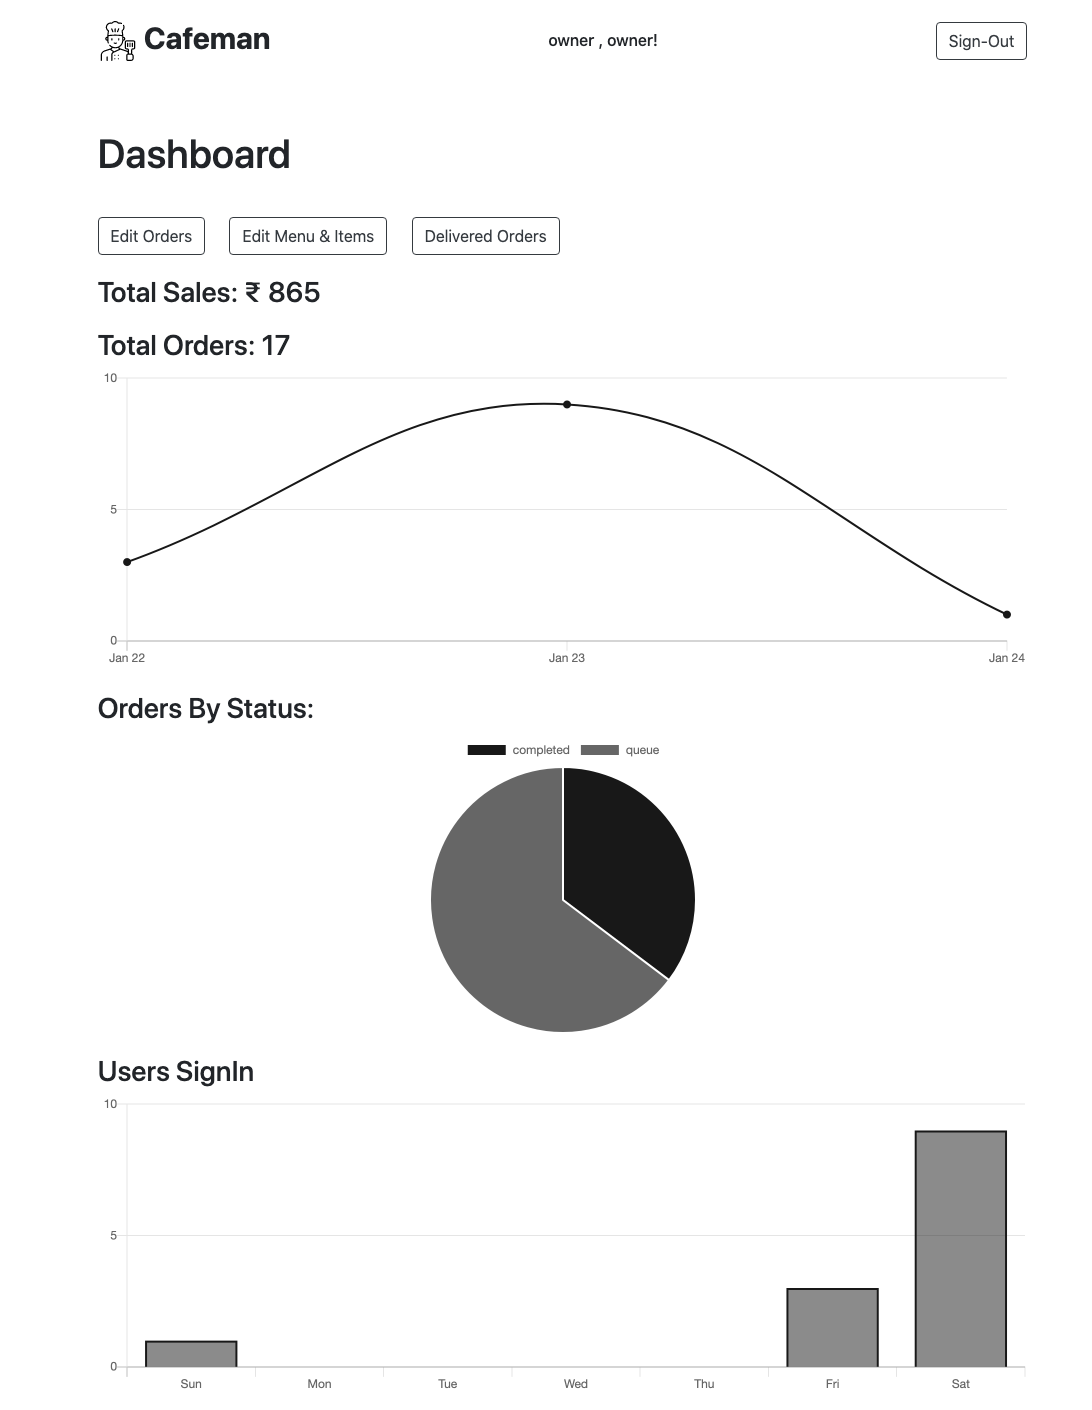 Cafeman
owner , owner!
Sign-Out
Dashboard
Edit Orders
Edit Menu & Items
Delivered Orders
Total Sales: ₹ 865
Total Orders: 17
10
5
0
Jan 22
Jan 23
Jan 24
Orders By Status:
completed
queue
Users SignIn
10
5
0
Sun
Mon
Tue
Wed
Thu
Fri
Sat